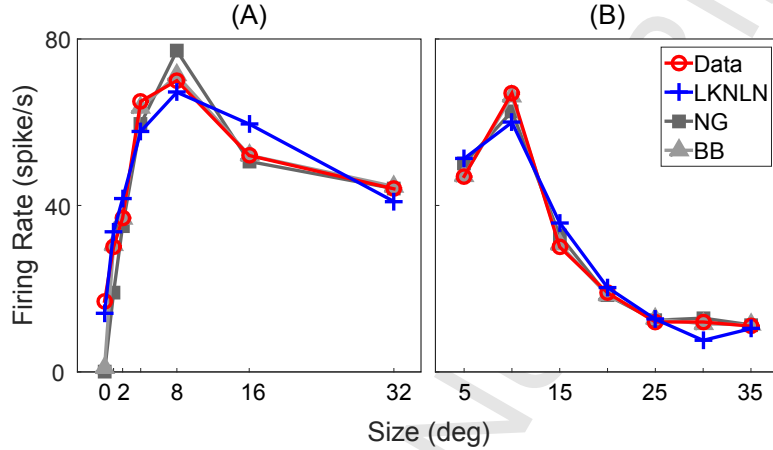 (A) (B)
Firing Rate (spike/s)
80
40
0
0 2 8 16 32
5 15 25 35
Data
LKNLN
NG
BB
Size (deg)